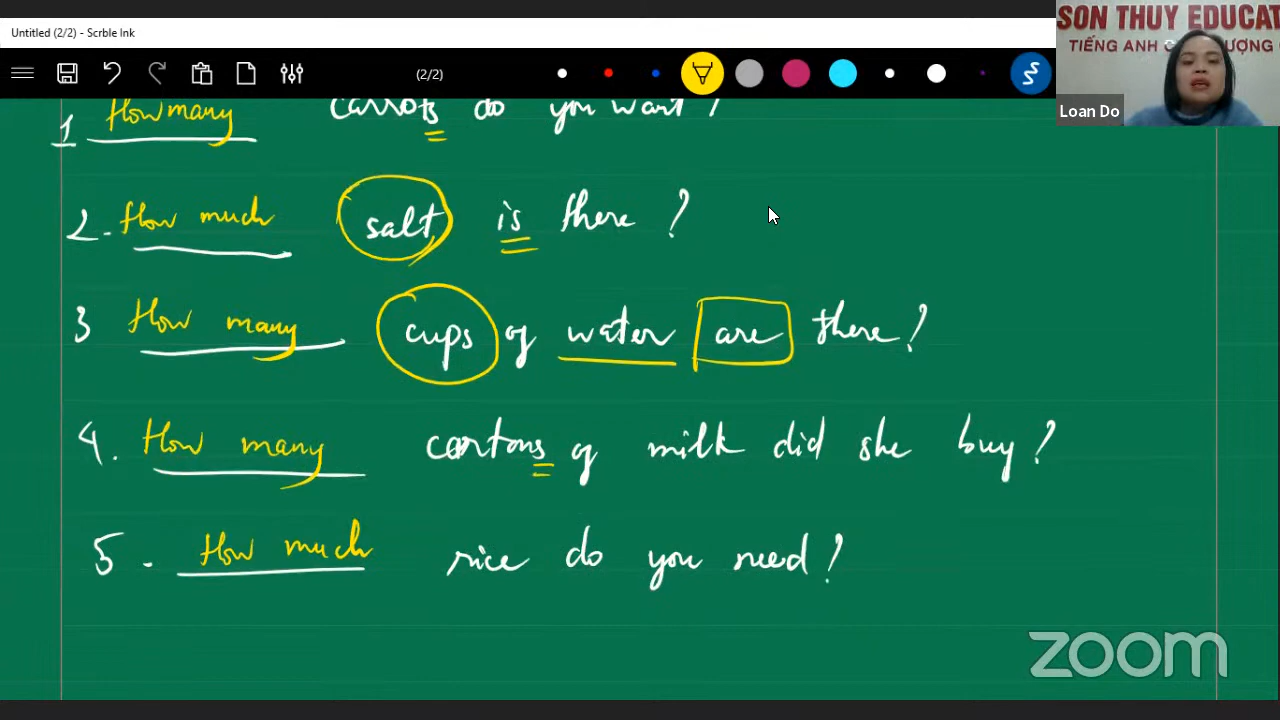 SON THUY EDUCAT
Untitled (2/2) - Scrble Ink
TIẾNG ANH
ƯỢNG
(2/2)
Loan Do
1 How many carrots do you want?
2. How much salt is there?
3 How many cups of water are there?
4. How many cartons of milk did she buy?
5. How much rice do you need?
zoom